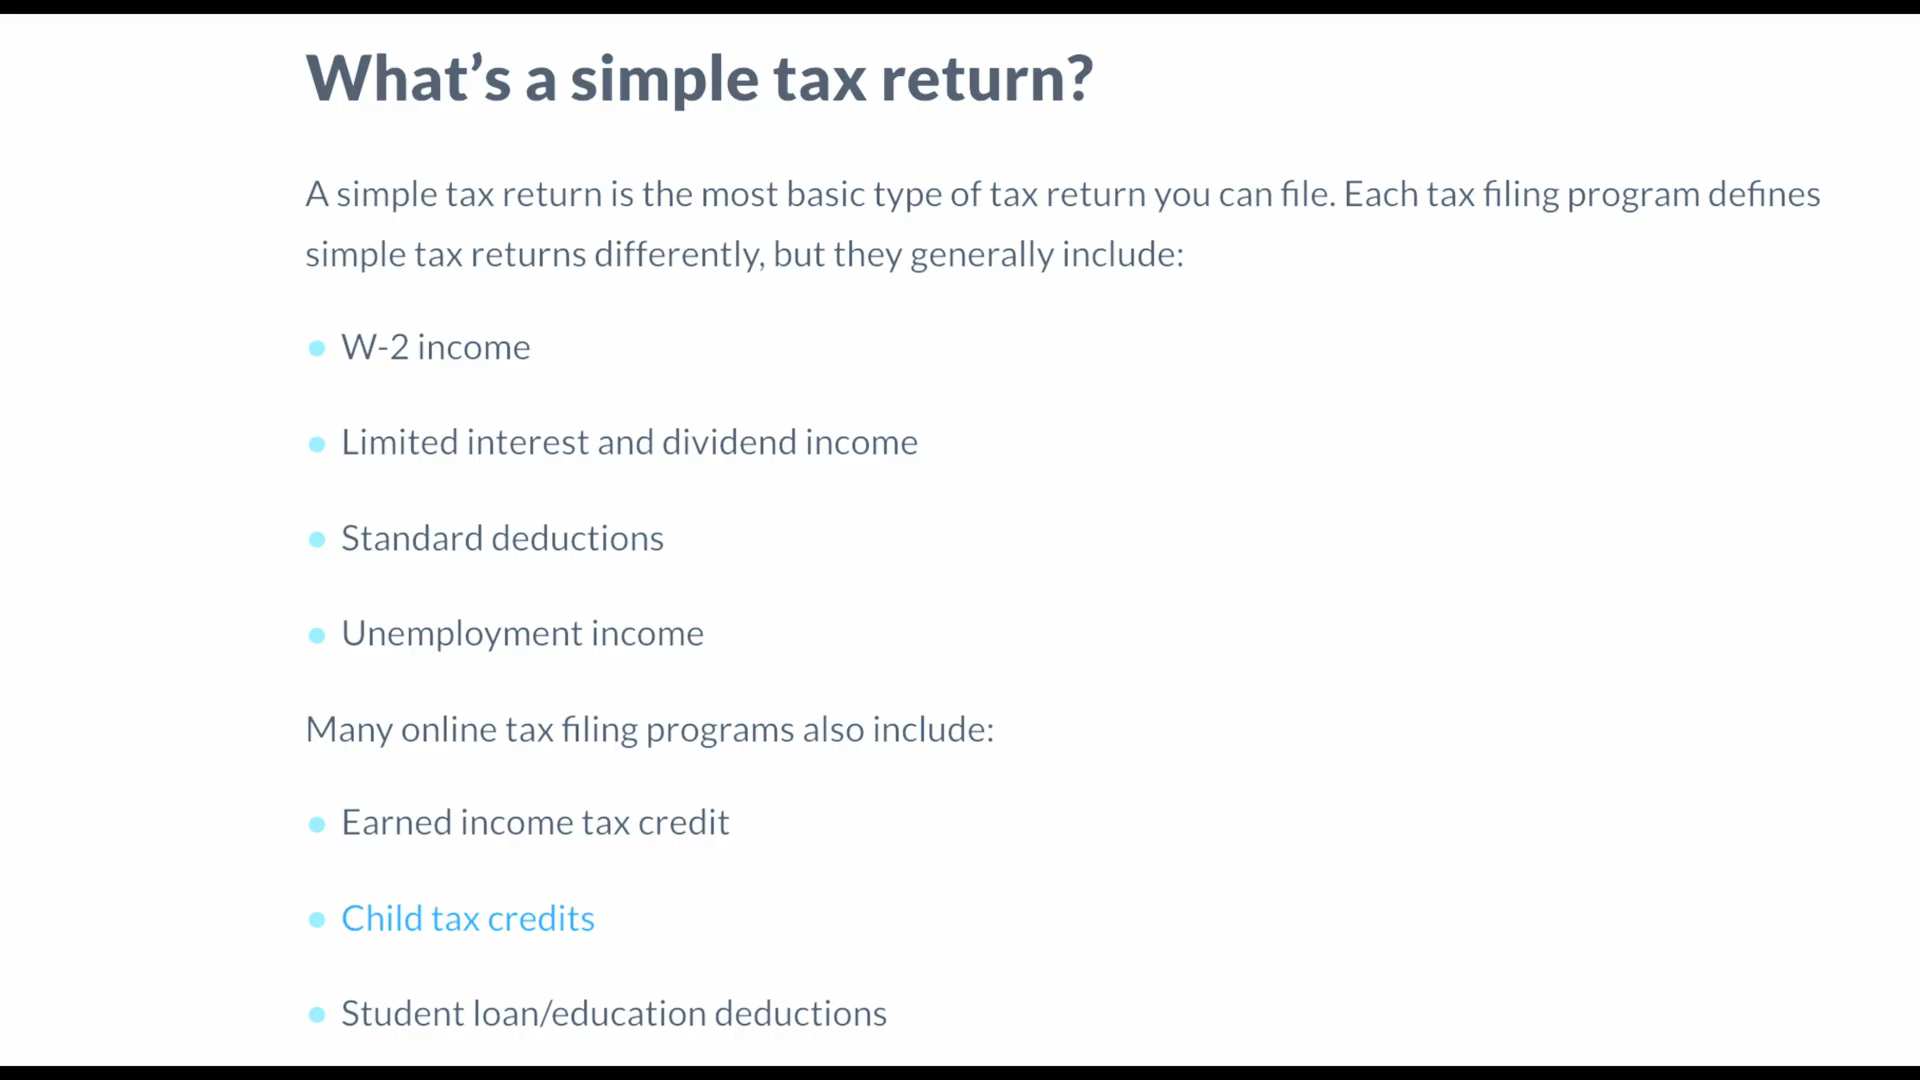 What’s a simple tax return?
A simple tax return is the most basic type of tax return you can file. Each tax filing program defines
simple tax returns differently, but they generally include:
W-2 income
Limited interest and dividend income
Standard deductions
Unemployment income
Many online tax filing programs also include:
Earned income tax credit
Child tax credits
Student loan/education deductions